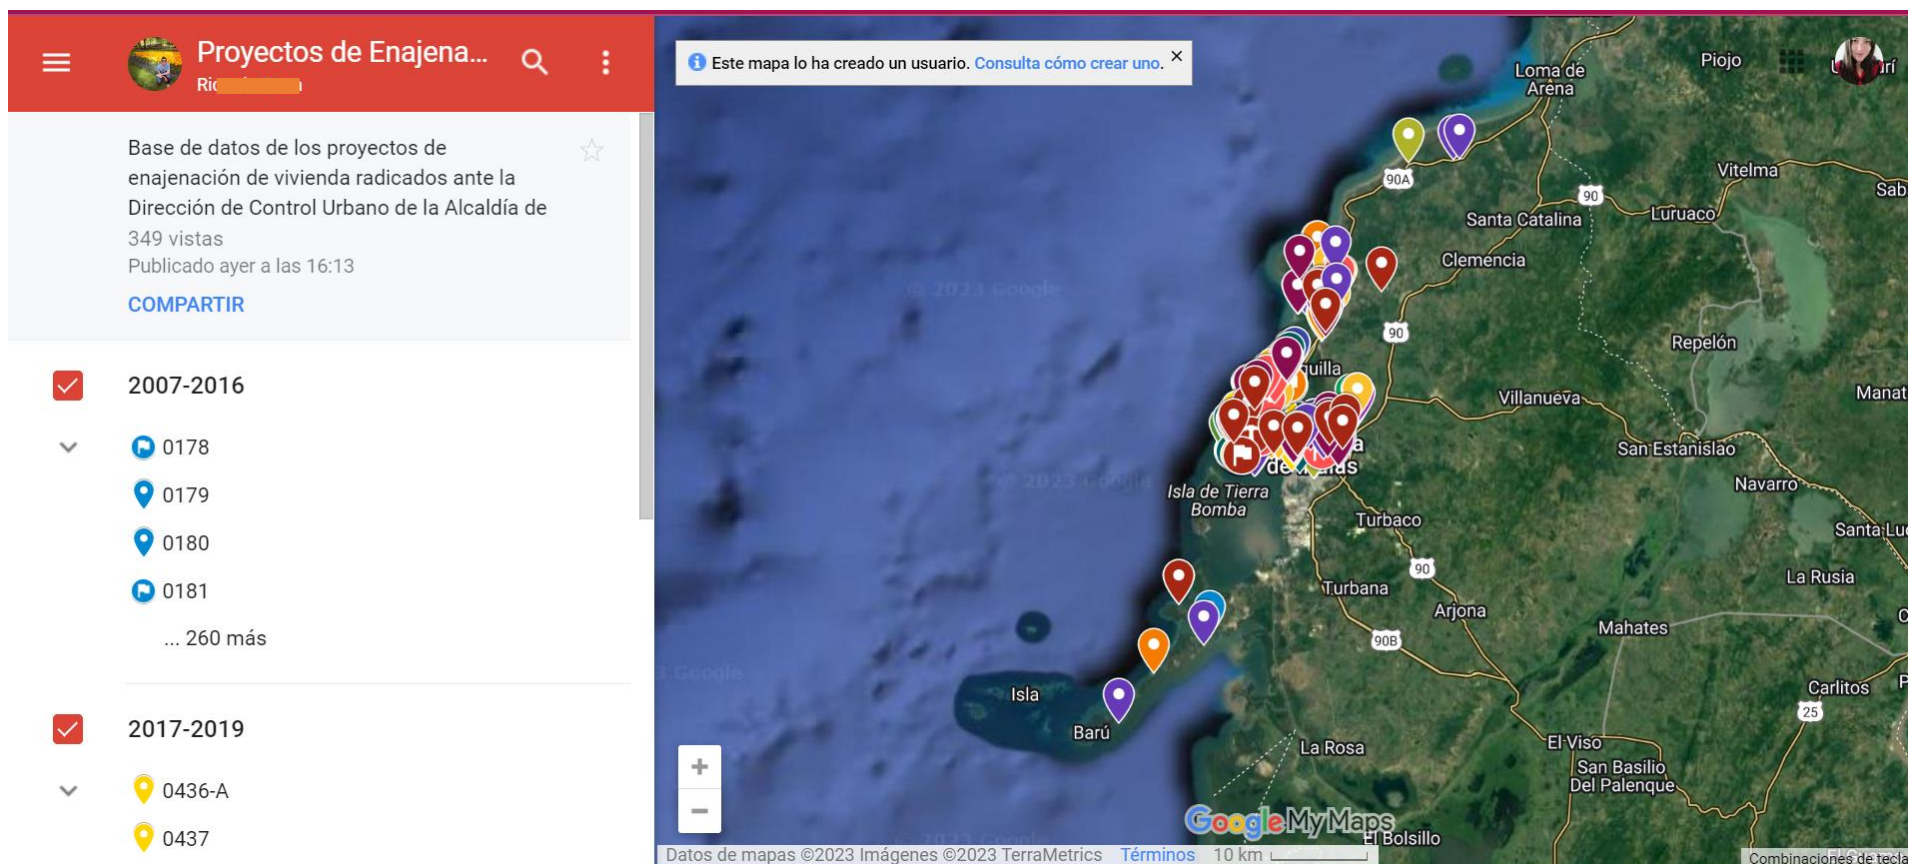 Proyectos de Enajena...
Base de datos de los proyectos de
enajenación de vivienda radicados ante la
Dirección de Control Urbano de la Alcaldía de
349 vistas
Publicado ayer a las 16:13
COMPARTIR
2007-2016
0178
0179
0180
0181
... 260 más
2017-2019
0436-A
0437
Este mapa lo ha creado un usuario. Consulta cómo crear uno.
Loma de
Arena
Piojo
Vitelma
90A
90
Santa Catalina
Luruaco
Clemencia
© 2023 Google
90
Repelón
Villanueva
San Estanislao
Navarro
Isla de Tierra
Bomba
Turbaco
90
La Rusia
Turbana
Arjona
90B
Mahates
Isla
Carlitos
25
Barú
La Rosa
El Viso
San Basilio
Del Palenque
Google My Maps
El Bolsillo
Datos de mapas ©2023 Imágenes ©2023 TerraMetrics
Términos
10 km
Combinaciones de tecla